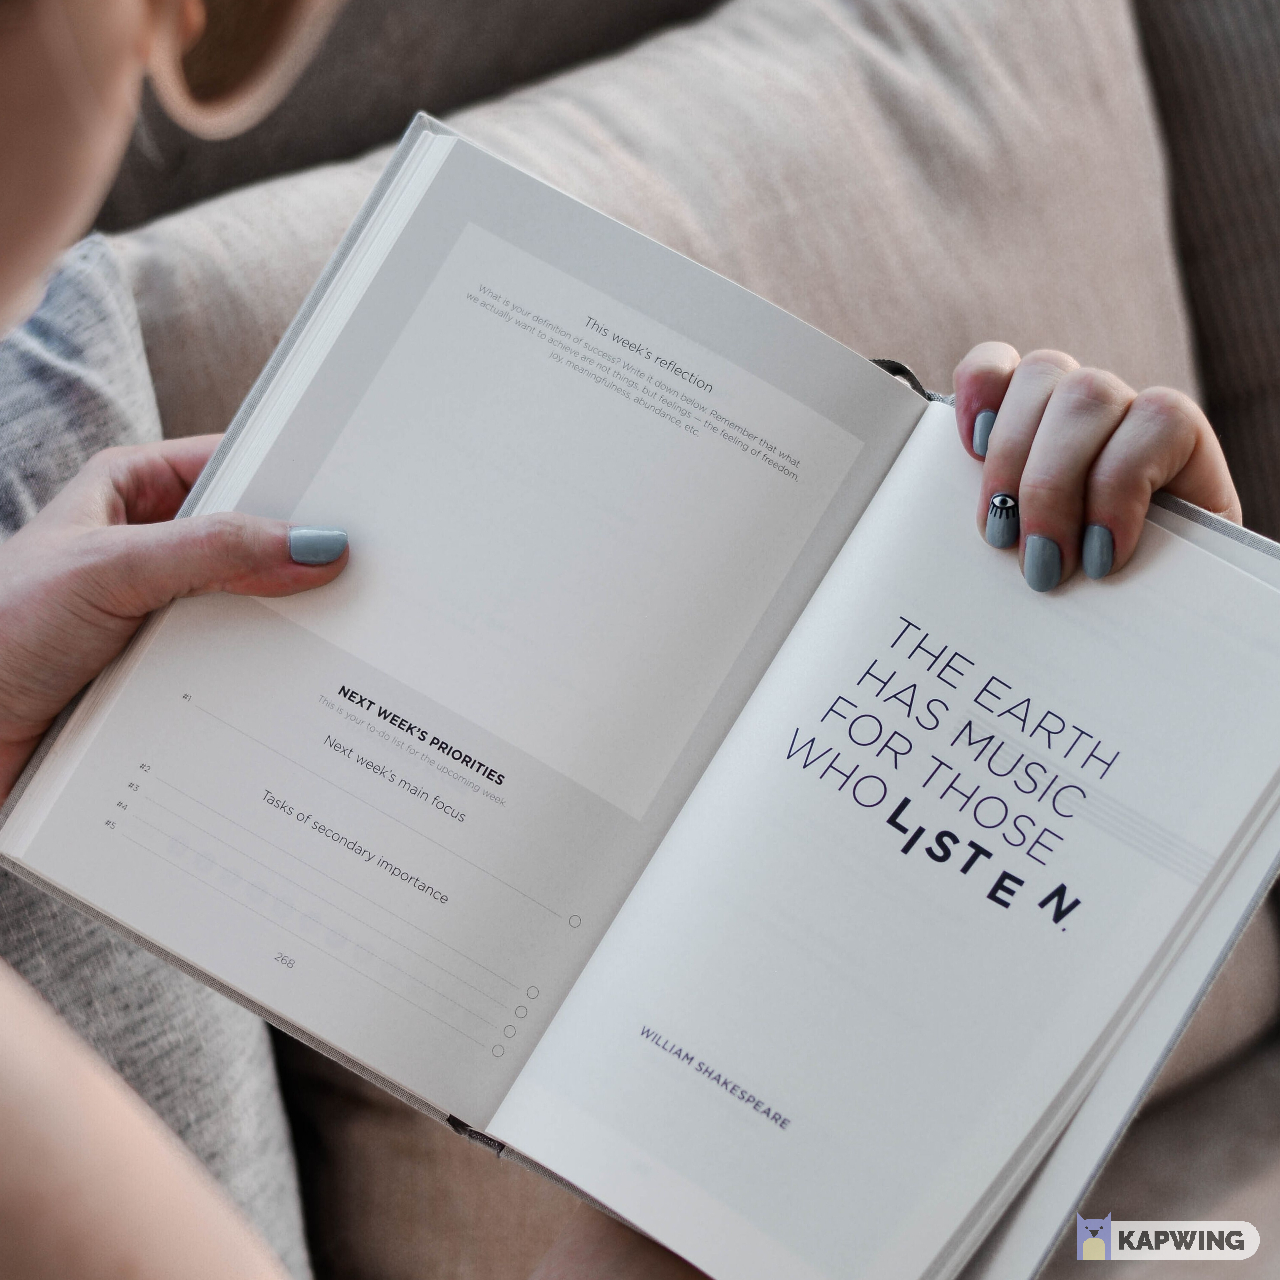 This week's reflection
What is your definition of success? Write it down below. Remember that what
we actually want to achieve are not things, but feelings — the feeling of freedom,
joy, meaningfulness, abundance, etc.
NEXT WEEK'S PRIORITIES
This is your to-do list for the upcoming week.
Next week's main focus
#1
Tasks of secondary importance
#2
#3
#4
#5
268
THE EARTH
HAS MUSIC
FOR THOSE
WHO LISTEN.
WILLIAM SHAKESPEARE
KAPWING